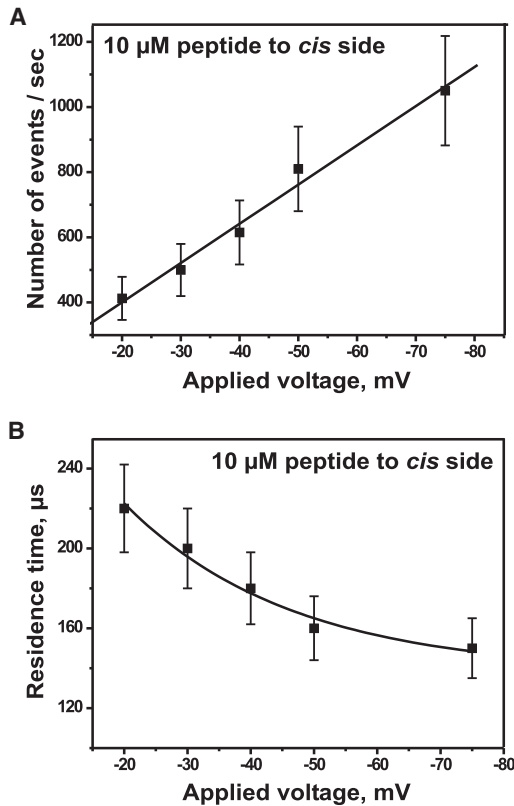 A
10 µM peptide to cis side
Number of events / sec
1200
1000
800
600
400
-20 -30 -40 -50 -60 -70 -80
Applied voltage, mV
B
10 µM peptide to cis side
Residence time, µs
240
200
160
120
-20 -30 -40 -50 -60 -70 -80
Applied voltage, mV